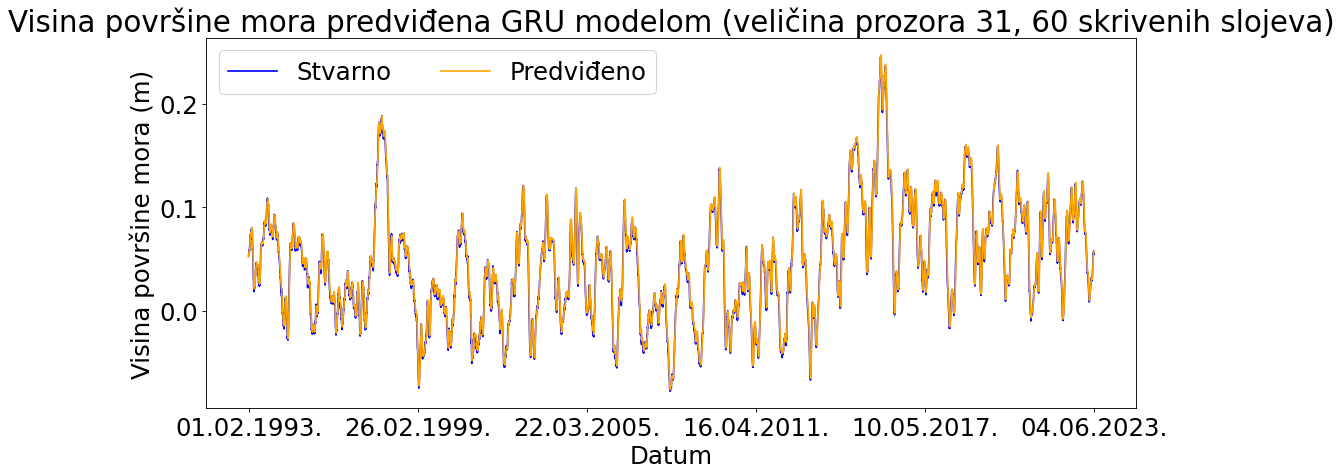 Visina površine mora predviđena GRU modelom (veličina prozora 31, 60 skrivenih slojeva)
Stvarno Predviđeno
Visina površine mora (m)
0.2
0.1
0.0
01.02.1993. 26.02.1999. 22.03.2005. 16.04.2011. 10.05.2017. 04.06.2023.
Datum